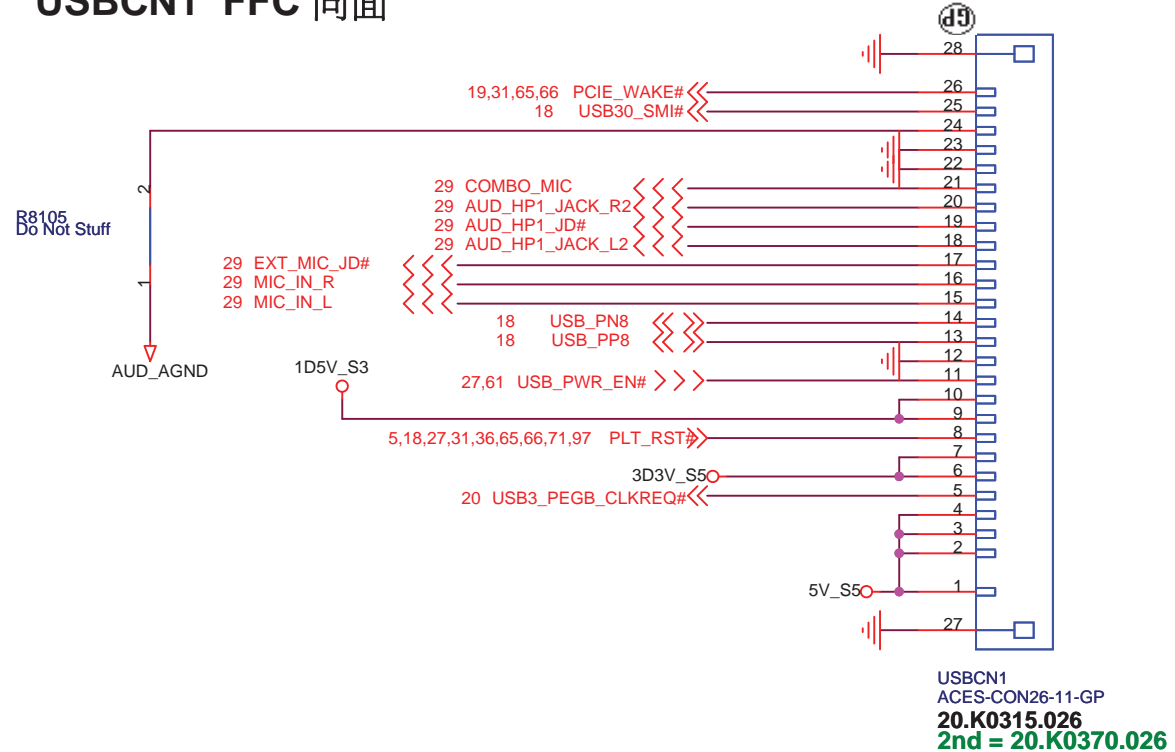 USBCN1 FFC 同面
GP
28
19,31,65,66 PCIE_WAKE# 26
18 USB30_SMI# 25
24
23
22
2
29 COMBO_MIC 21
29 AUD_HP1_JACK_R2 20
R8105
Do Not Stuff
29 AUD_HP1_JD# 19
29 AUD_HP1_JACK_L2 18
29 EXT_MIC_JD# 17
1
29 MIC_IN_R 16
29 MIC_IN_L 15
18 USB_PN8 14
18 USB_PP8 13
12
AUD_AGND
1D5V_S3
27,61 USB_PWR_EN# 11
10
9
5,18,27,31,36,65,66,71,97 PLT_RST# 8
7
3D3V_S5 6
20 USB3_PEGB_CLKREQ# 5
4
3
2
5V_S5 1
27
USBCN1
ACES-CON26-11-GP
20.K0315.026
2nd = 20.K0370.026